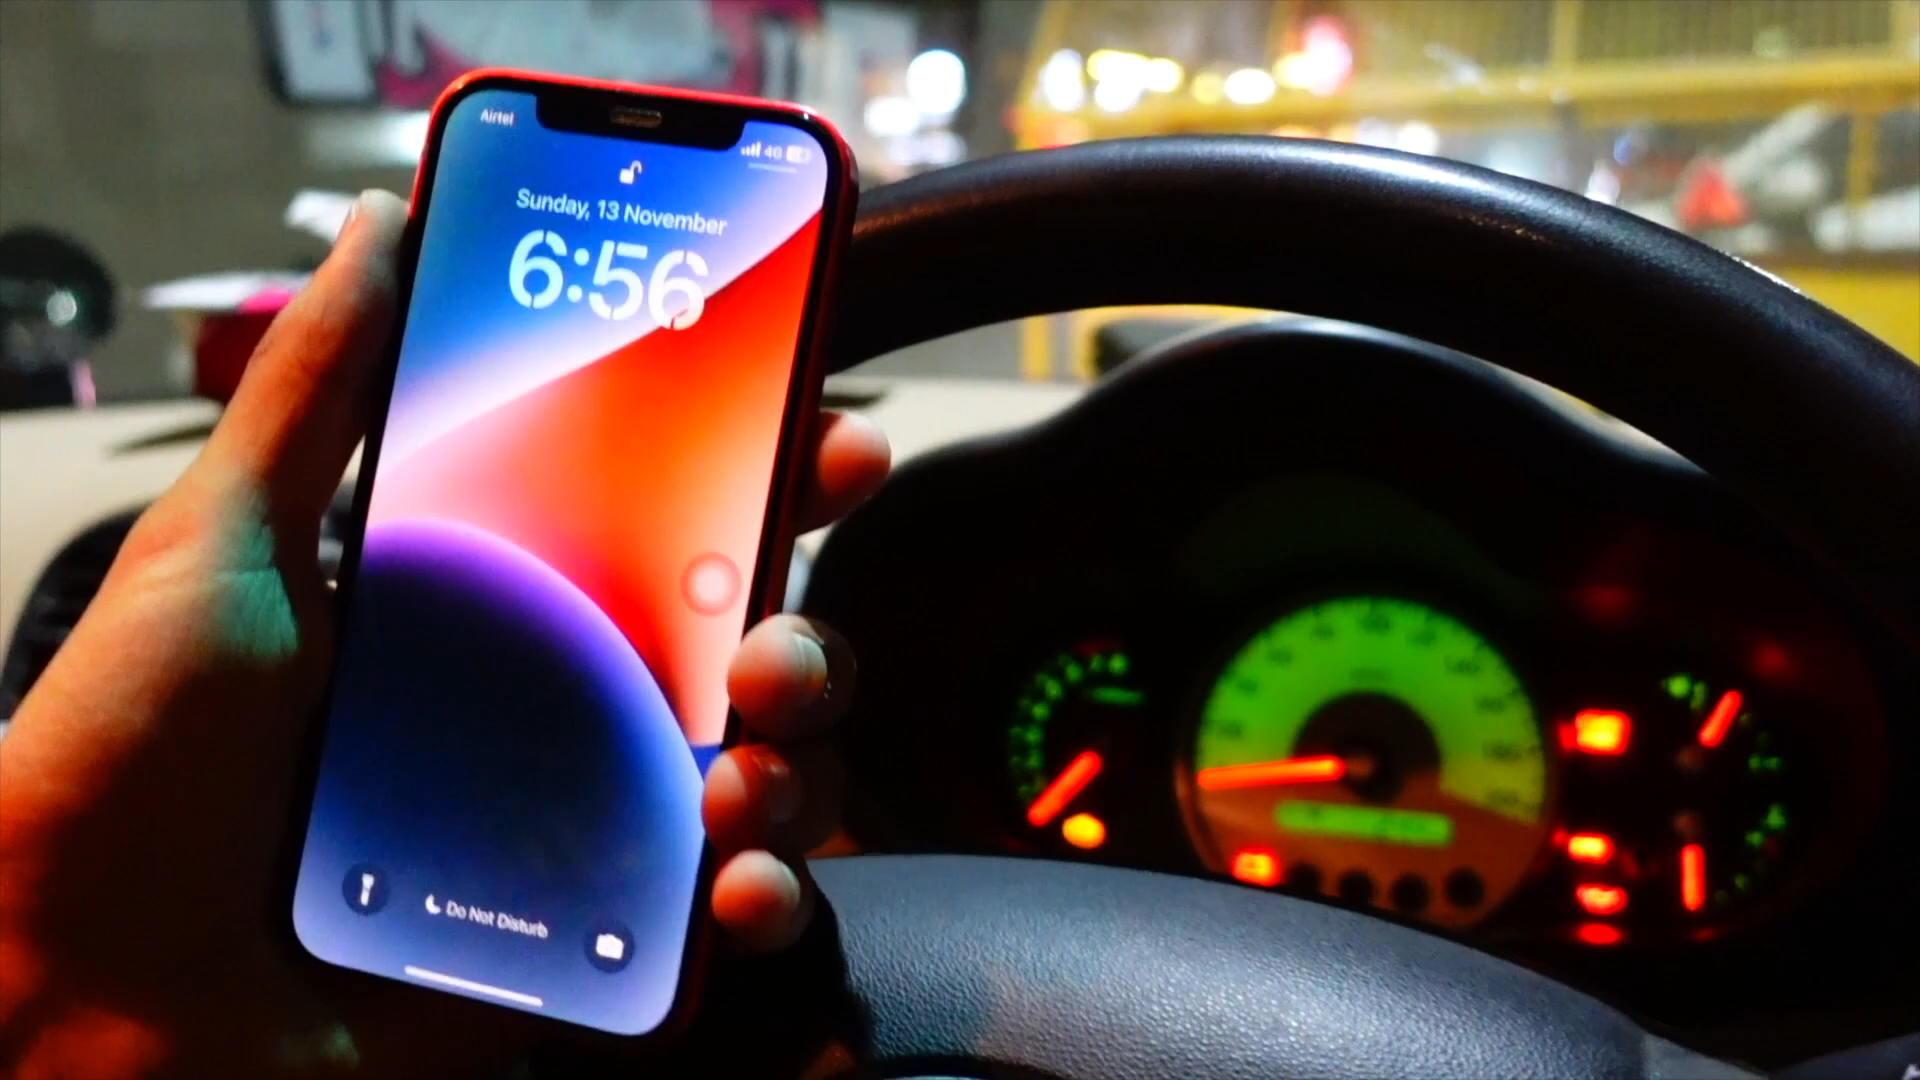 Airtel
4G
Sunday, 13 November
6:56
Do Not Disturb